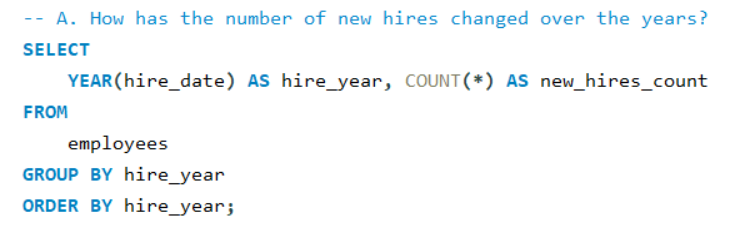 -- A. How has the number of new hires changed over the years?
SELECT
    YEAR(hire_date) AS hire_year, COUNT(*) AS new_hires_count
FROM
    employees
GROUP BY hire_year
ORDER BY hire_year;